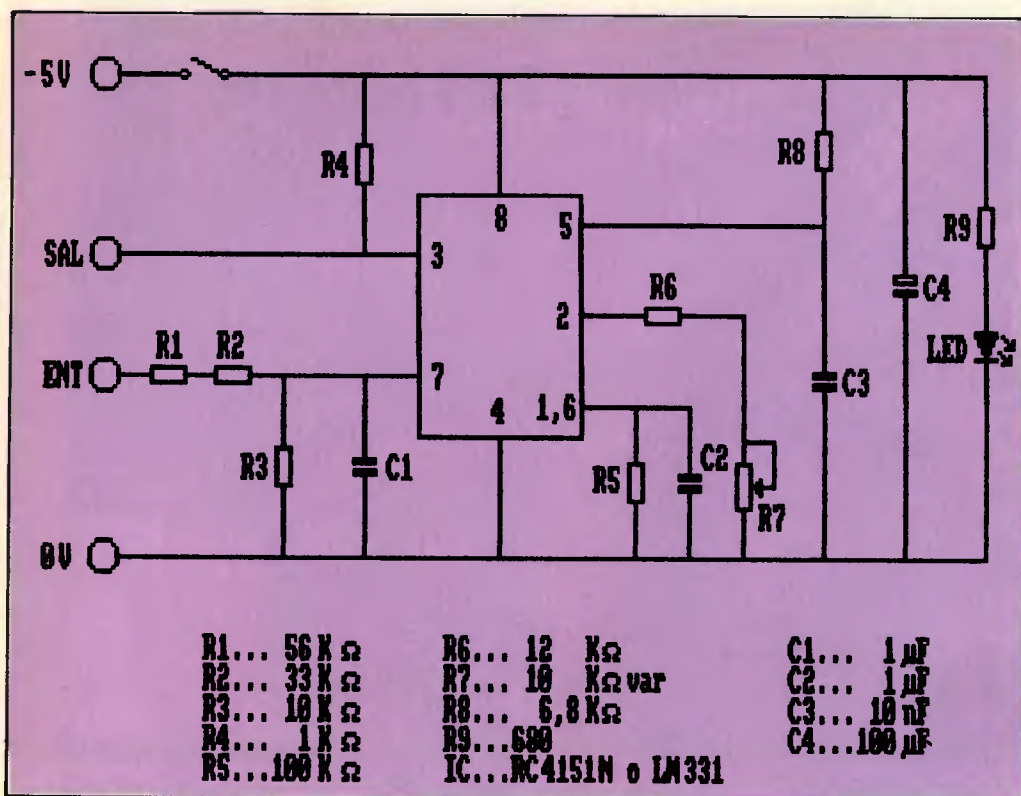 -5V
R4
R8
8
5
R9
SAL
3
C4
R6
2
LED
ENT
R1
R2
7
C3
4
1,6
R3
C1
R5
C2
R7
0V
R1... 56 K Ω
R2... 33 K Ω
R3... 10 K Ω
R4... 1 K Ω
R5...100 K Ω
R6... 12 KΩ
R7... 10 KΩ var
R8... 6,8 KΩ
R9...680
IC...RC4151N o LM331
C1... 1 µF
C2... 1 µF
C3... 10 nF
C4...100 µF